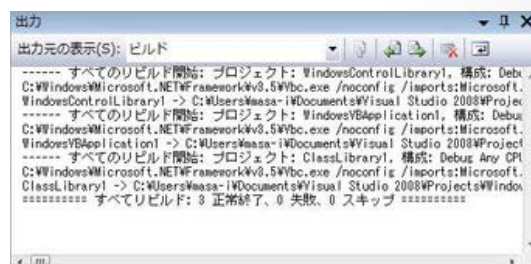 出力
出力元の表示(S): ビルド
------ すべてのリビルド開始: プロジェクト: WindowsControlLibrary1, 構成: Debu
C:¥Windows¥Microsoft.NET¥Framework¥v3.5¥Vbc.exe /noconfig /imports:Microsoft.
WindowsControlLibrary1 -> C:¥Users¥masa-i¥Documents¥Visual Studio 2008¥Projec
------ すべてのリビルド開始: プロジェクト: WindowsVBApplication1, 構成: Debu
C:¥Windows¥Microsoft.NET¥Framework¥v3.5¥Vbc.exe /noconfig /imports:Microsoft.
WindowsVBApplication1 -> C:¥Users¥masa-i¥Documents¥Visual Studio 2008¥Project
------ すべてのリビルド開始: プロジェクト: ClassLibrary1, 構成: Debug Any CPU
C:¥Windows¥Microsoft.NET¥Framework¥v3.5¥Vbc.exe /noconfig /imports:Microsoft.
ClassLibrary1 -> C:¥Users¥masa-i¥Documents¥Visual Studio 2008¥Projects¥Window
========== すべてリビルド: 3 正常終了、0 失敗、0 スキップ ==========